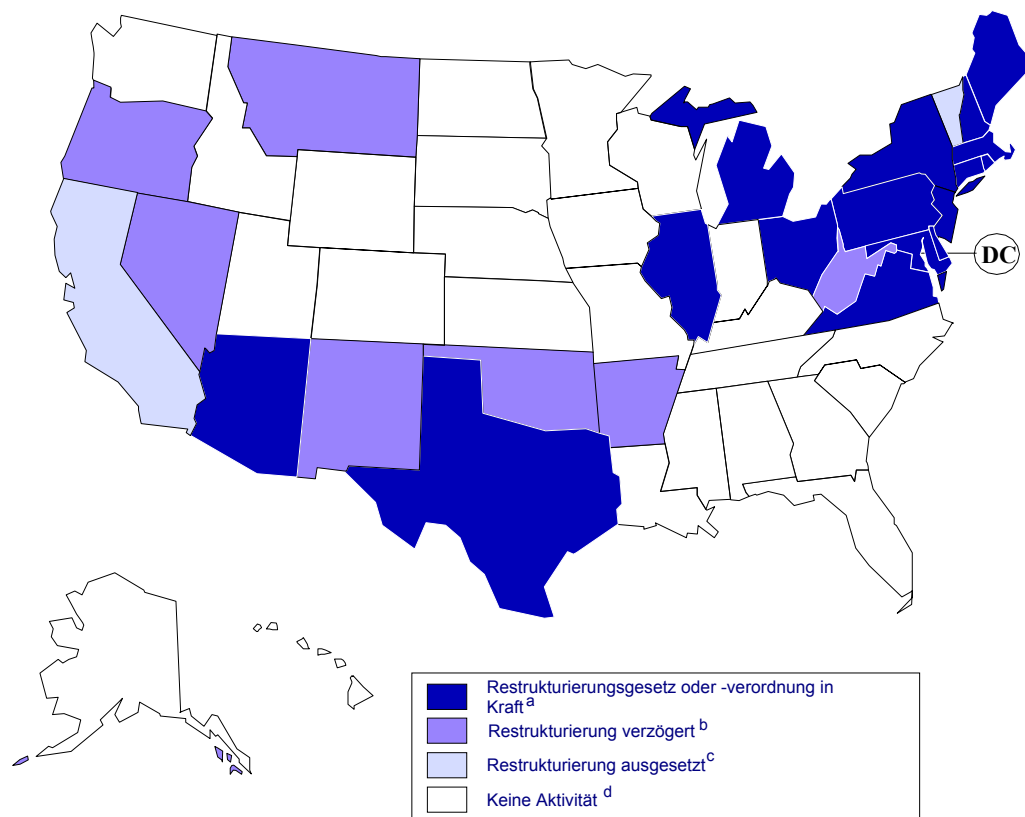 DC
Restrukturierungsgesetz oder -verordnung in
Kraft a
Restrukturierung verzögert b
Restrukturierung ausgesetzt c
Keine Aktivität d